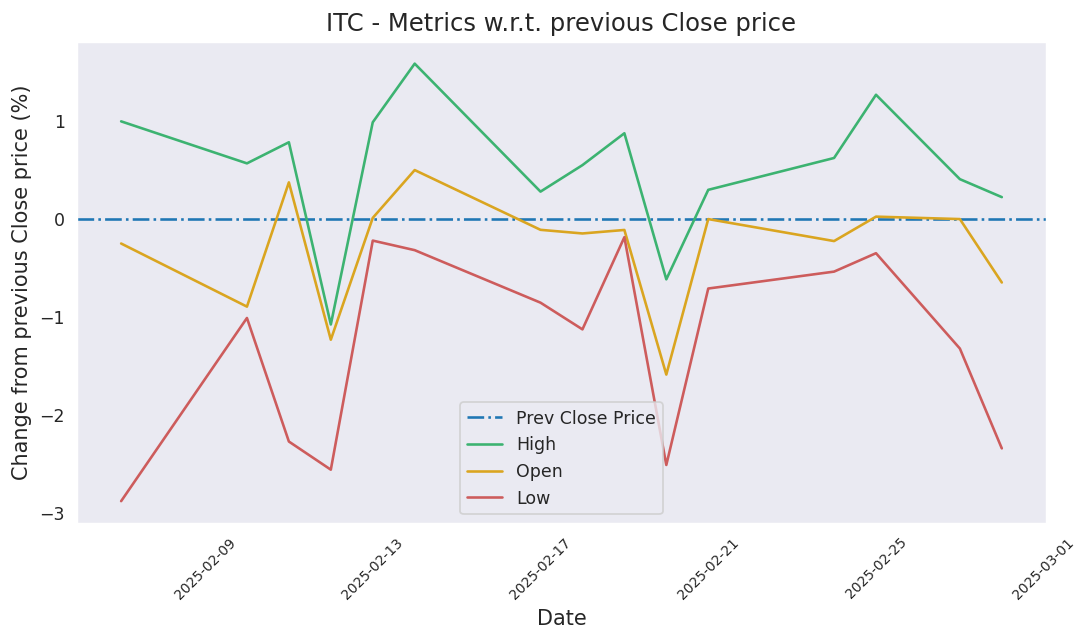 ITC - Metrics w.r.t. previous Close price
Change from previous Close price (%)
1
0
−1
−2
−3
Prev Close Price
High
Open
Low
2025-02-09
2025-02-13
2025-02-17
2025-02-21
2025-02-25
2025-03-01
Date